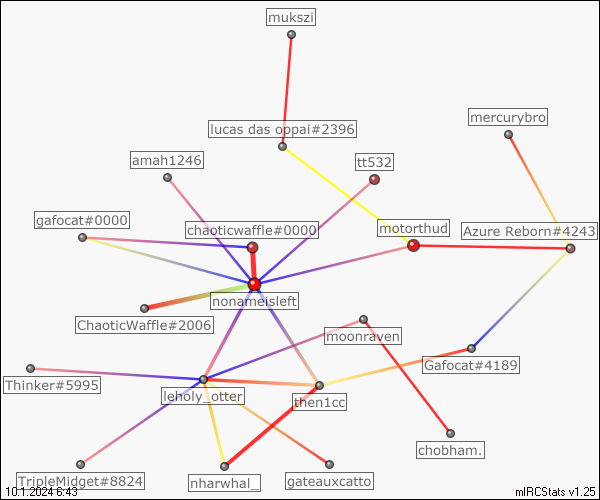 mukszi
mercurybro
lucas das oppai#2396
amah1246
tt532
gafocat#0000
chaoticwaffle#0000
motorthud
Azure Reborn#4243
nonameisleft
ChaoticWaffle#2006
moonraven
Gafocat#4189
Thinker#5995
leholy_otter
then1cc
chobham.
TripleMidget#8824
nharwhal_
gateauxcatto
10.1.2024 6:43
mIRCStats v1.25